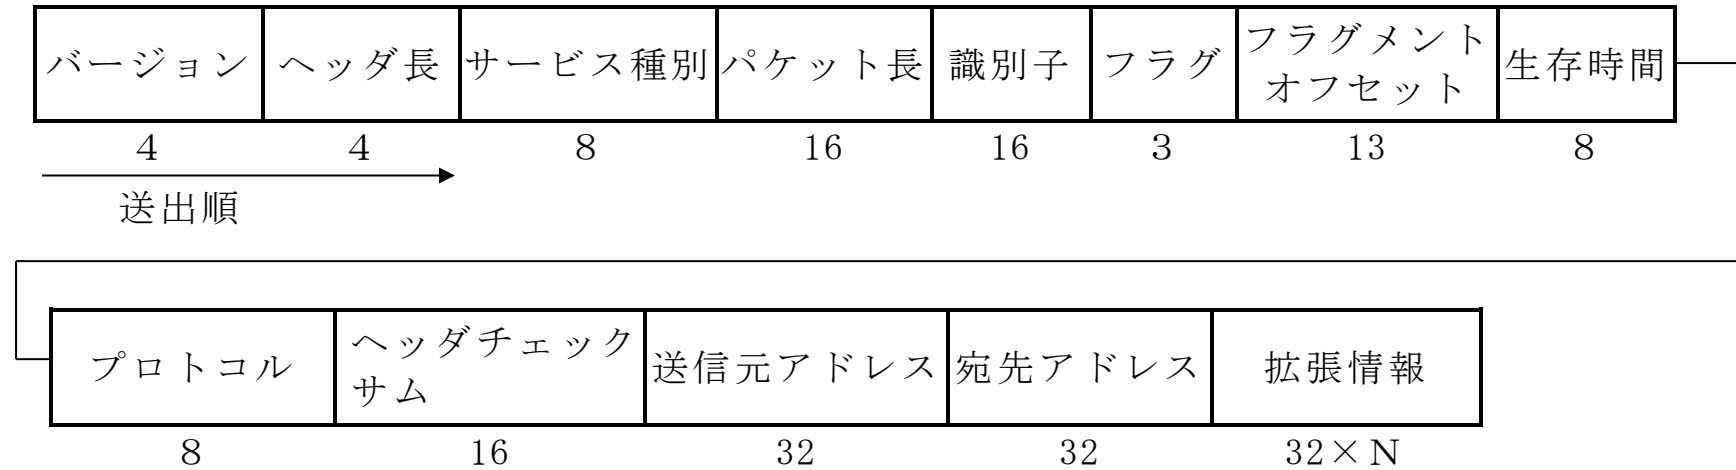 バージョン ヘッダ長 サービス種別 パケット長 識別子 フラグ フラグメント
オフセット 生存時間
4 4 8 16 16 3 13 8
送出順
プロトコル ヘッダチェック
サム 送信元アドレス 宛先アドレス 拡張情報
8 16 32 32 32×N